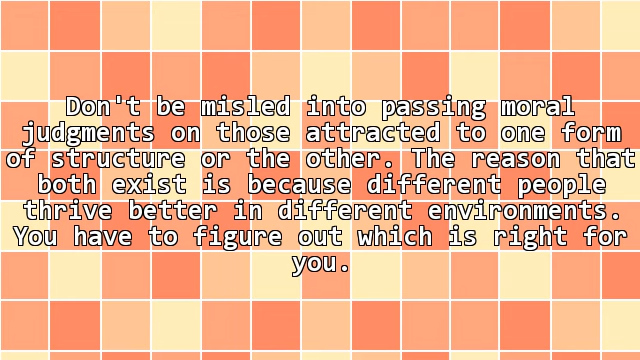 Don't be misled into passing moral
judgments on those attracted to one form
of structure or the other. The reason that
both exist is because different people
thrive better in different environments.
You have to figure out which is right for
you.